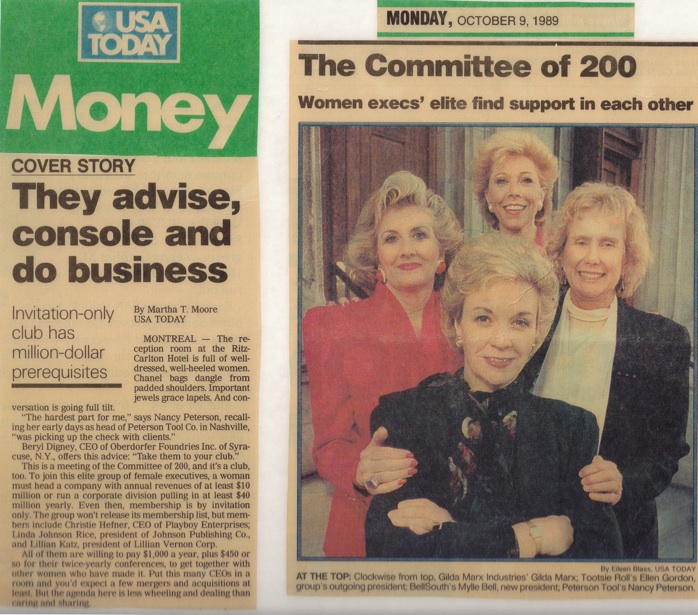 USA
TODAY
Money
COVER STORY
They advise,
console and
do business
Invitation-only
club has
million-dollar
prerequisites
By Martha T. Moore
USA TODAY
MONTREAL — The re-
ception room at the Ritz-
Carlton Hotel is full of well-
dressed, well-heeled women.
Chanel bags dangle from
padded shoulders. Important
jewels grace lapels. And con-
versation is going full tilt.
"The hardest part for me," says Nancy Peterson, recall-
ing her early days as head of Peterson Tool Co. in Nashville,
"was picking up the check with clients."
Beryl Digney, CEO of Oberdorfer Foundries Inc. of Syra-
cuse, N.Y., offers this advice: "Take them to your club."
This is a meeting of the Committee of 200, and it's a club,
too. To join this elite group of female executives, a woman
must head a company with annual revenues of at least $10
million or run a corporate division pulling in at least $40
million yearly. Even then, membership is by invitation
only. The group won't release its membership list, but mem-
bers include Christie Hefner, CEO of Playboy Enterprises;
Linda Johnson Rice, president of Johnson Publishing Co.,
and Lillian Katz, president of Lillian Vernon Corp.
All of them are willing to pay $1,000 a year, plus $450 or
so for their twice-yearly conferences, to get together with
other women who have made it. Put this many CEOs in a
room and you'd expect a few mergers and acquisitions at
least. But the agenda here is less wheeling and dealing than
caring and sharing.
MONDAY, OCTOBER 9, 1989
The Committee of 200
Women execs' elite find support in each other
By Eileen Blass, USA TODAY
AT THE TOP: Clockwise from top, Gilda Marx Industries' Gilda Marx; Tootsie Roll's Ellen Gordon,
group's outgoing president; BellSouth's Mylle Bell, new president; Peterson Tool's Nancy Peterson.